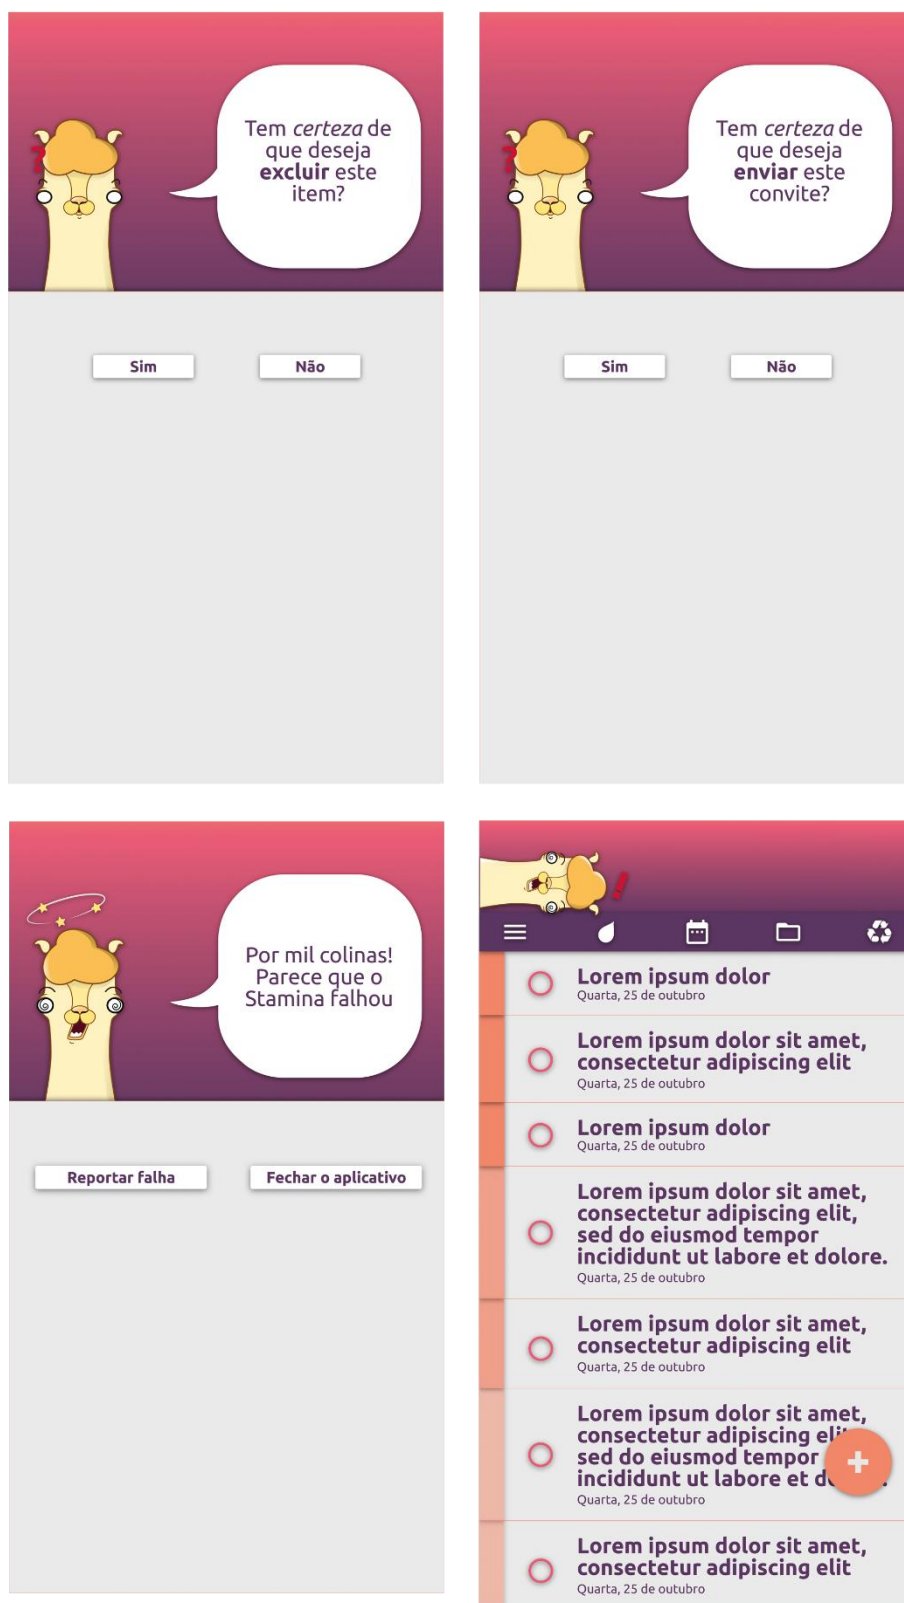 Tem certeza de
que deseja
excluir este
item?
?
Sim
Não
Tem certeza de
que deseja
enviar este
convite?
?
Sim
Não
Por mil colinas!
Parece que o
Stamina falhou
Reportar falha
Fechar o aplicativo
!
Lorem ipsum dolor
Quarta, 25 de outubro
Lorem ipsum dolor sit amet,
consectetur adipiscing elit
Quarta, 25 de outubro
Lorem ipsum dolor
Quarta, 25 de outubro
Lorem ipsum dolor sit amet,
consectetur adipiscing elit,
sed do eiusmod tempor
incididunt ut labore et dolore.
Quarta, 25 de outubro
Lorem ipsum dolor sit amet,
consectetur adipiscing elit
Quarta, 25 de outubro
Lorem ipsum dolor sit amet,
consectetur adipiscing
sed do eiusmod tempor
incididunt ut labore et
Quarta, 25 de outubro
+
Lorem ipsum dolor sit amet,
consectetur adipiscing elit
Quarta, 25 de outubro